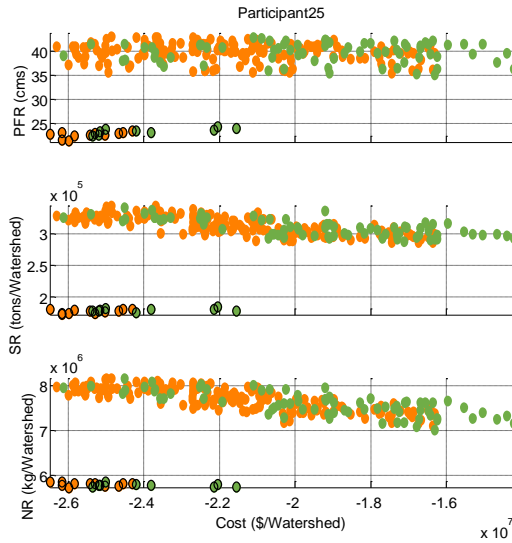 Participant25
40
35
30
25
PFR (cms)
x 10^5
3
2.5
2
SR (tons/Watershed)
x 10^6
8
7
6
NR (kg/Watershed)
-2.6 -2.4 -2.2 -2 -1.8 -1.6
Cost ($/Watershed)
x 10^7